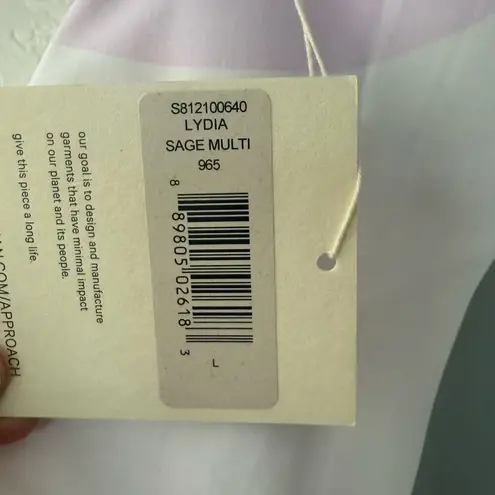 S812100640
LYDIA
SAGE MULTI
965
8 89805 02618 3
L
our goal is to design and manufacture
garments that have minimal impact
on our planet and its people.
give this piece a long life.
AN.COM/APPROACH